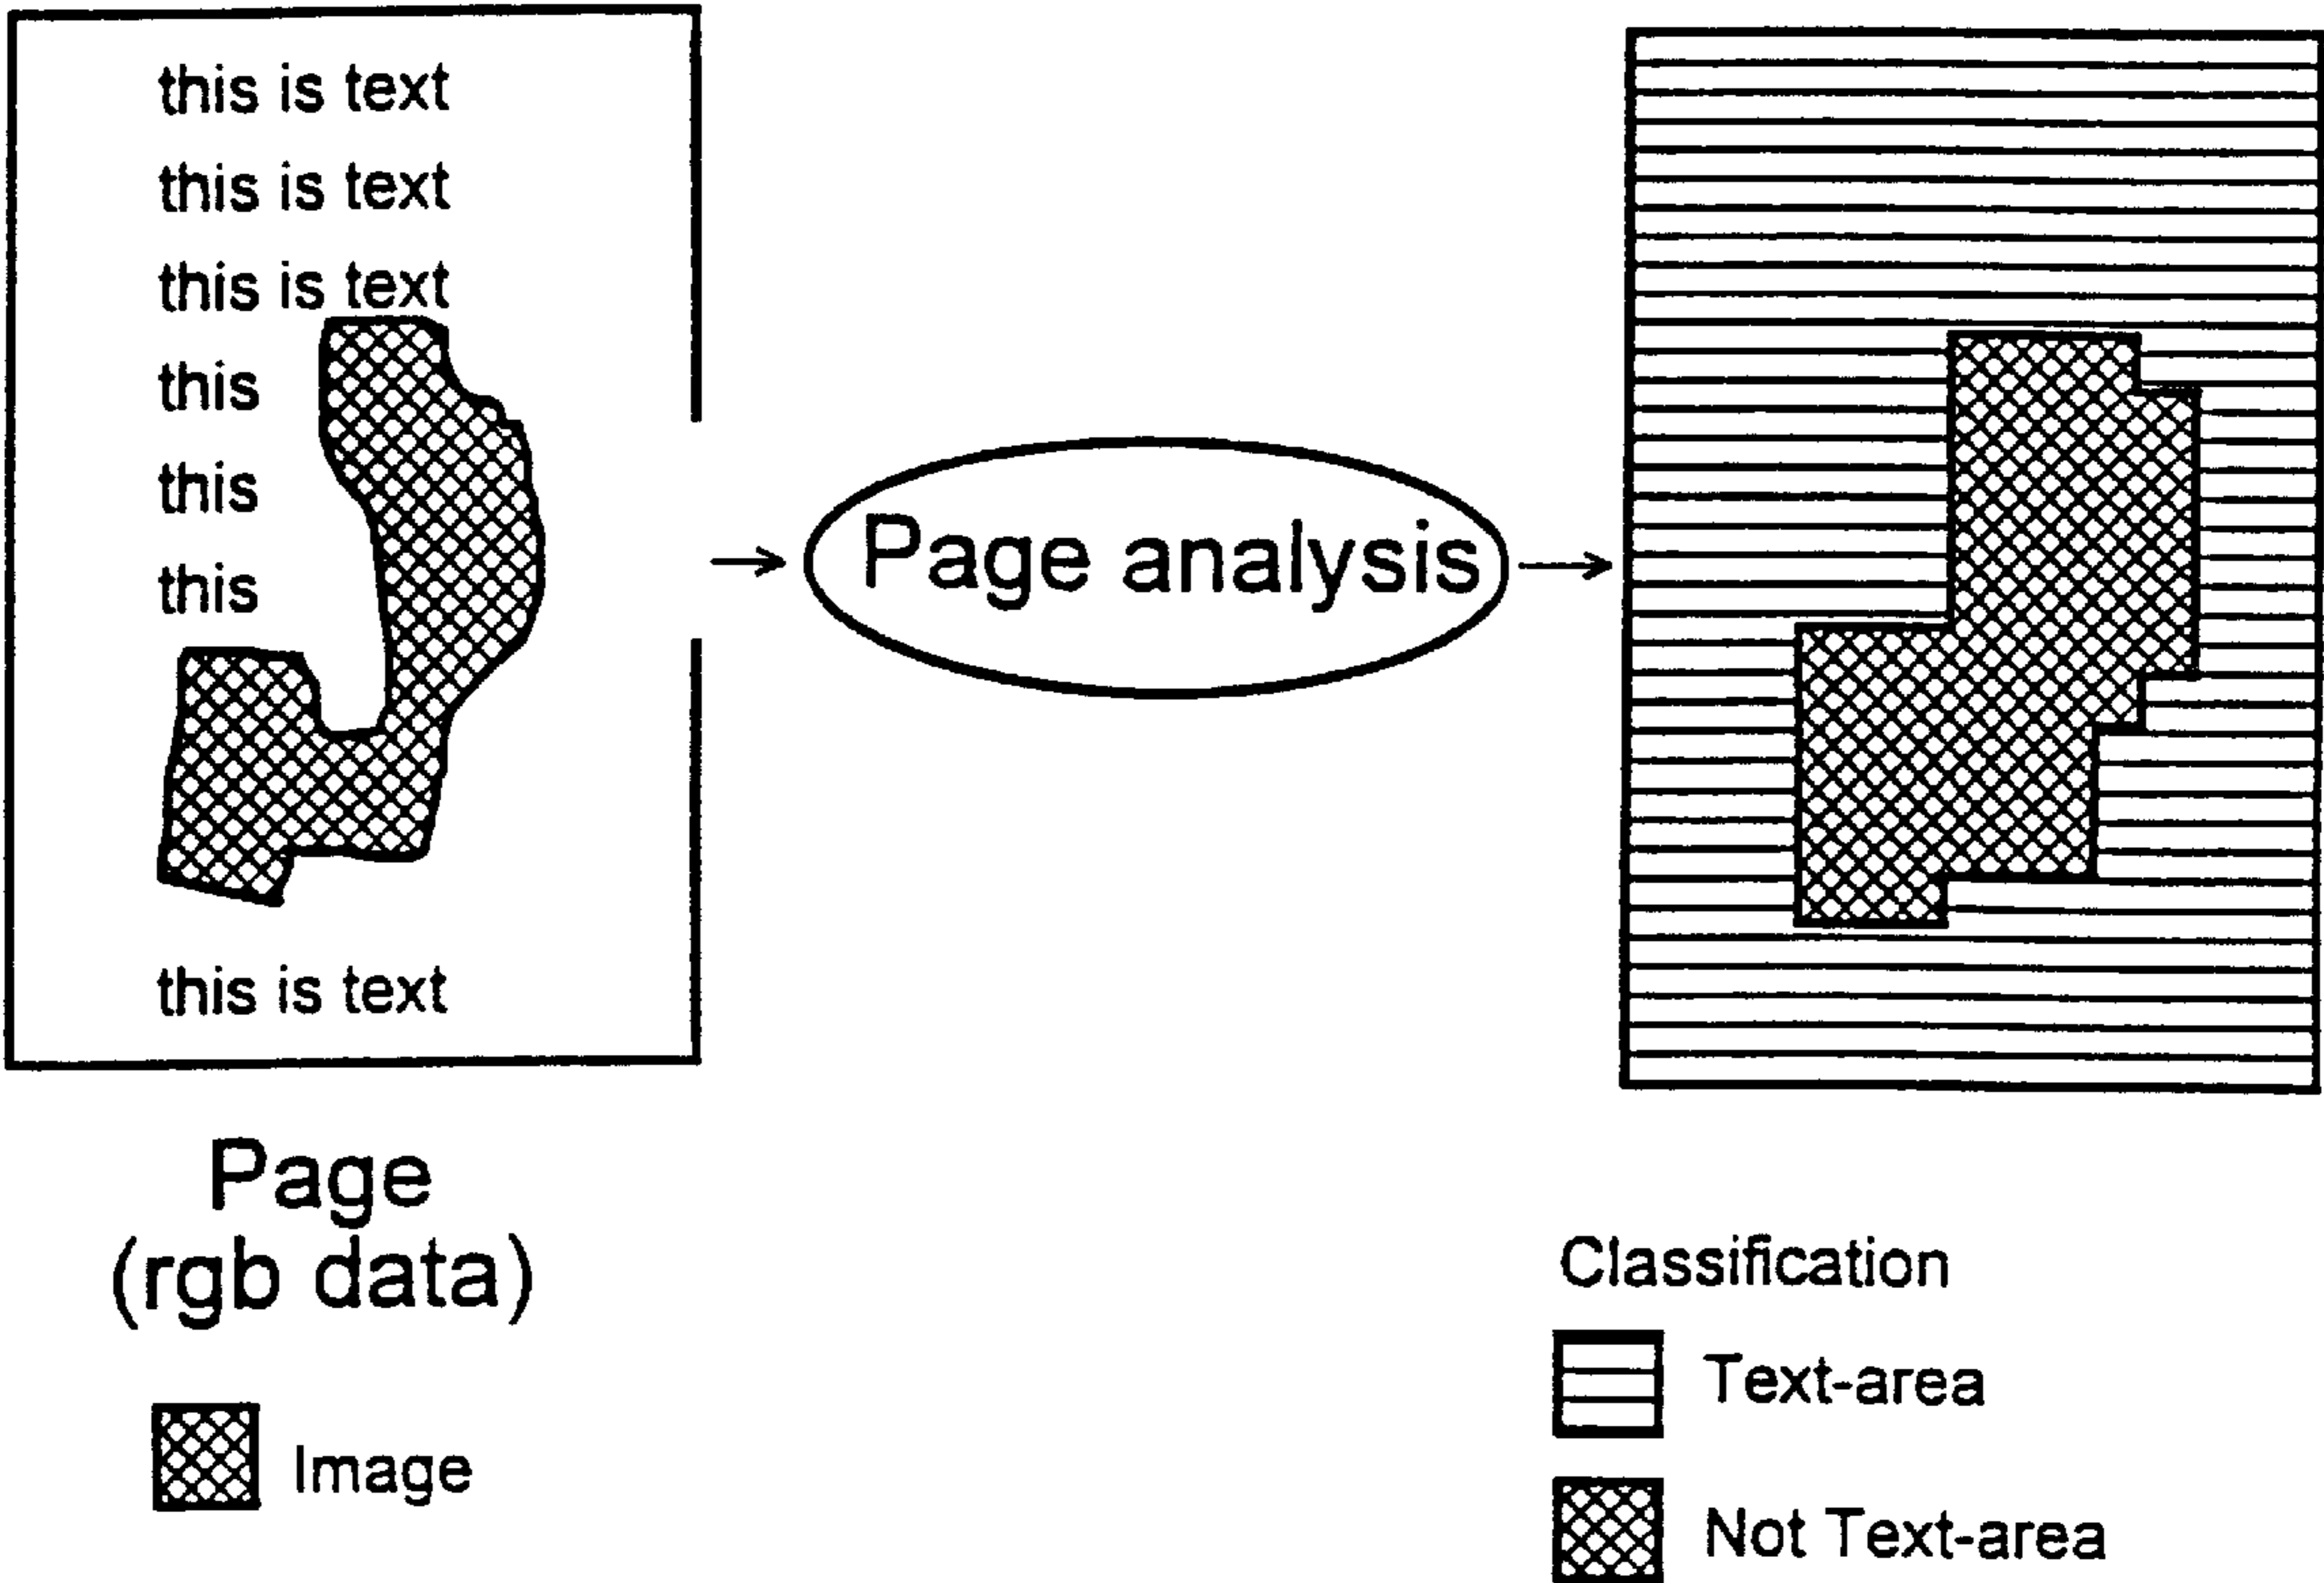 this is text
this is text
this is text
this
this
this
this is text
Page analysis
Page
(rgb data)
Image
Classification
Text-area
Not Text-area